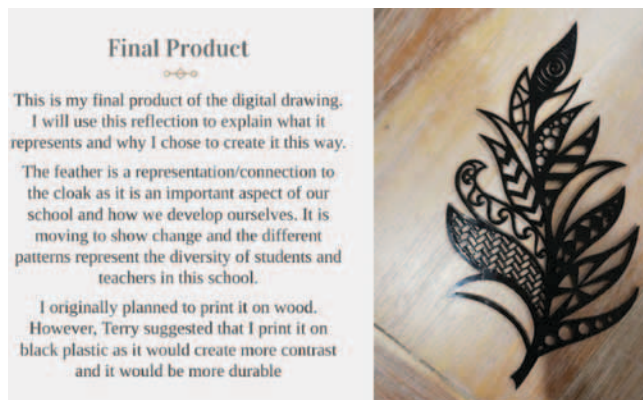 Final Product
This is my final product of the digital drawing.
I will use this reflection to explain what it
represents and why I chose to create it this way.
The feather is a representation/connection to
the cloak as it is an important aspect of our
school and how we develop ourselves. It is
moving to show change and the different
patterns represent the diversity of students and
teachers in this school.
I originally planned to print it on wood.
However, Terry suggested that I print it on
black plastic as it would create more contrast
and it would be more durable